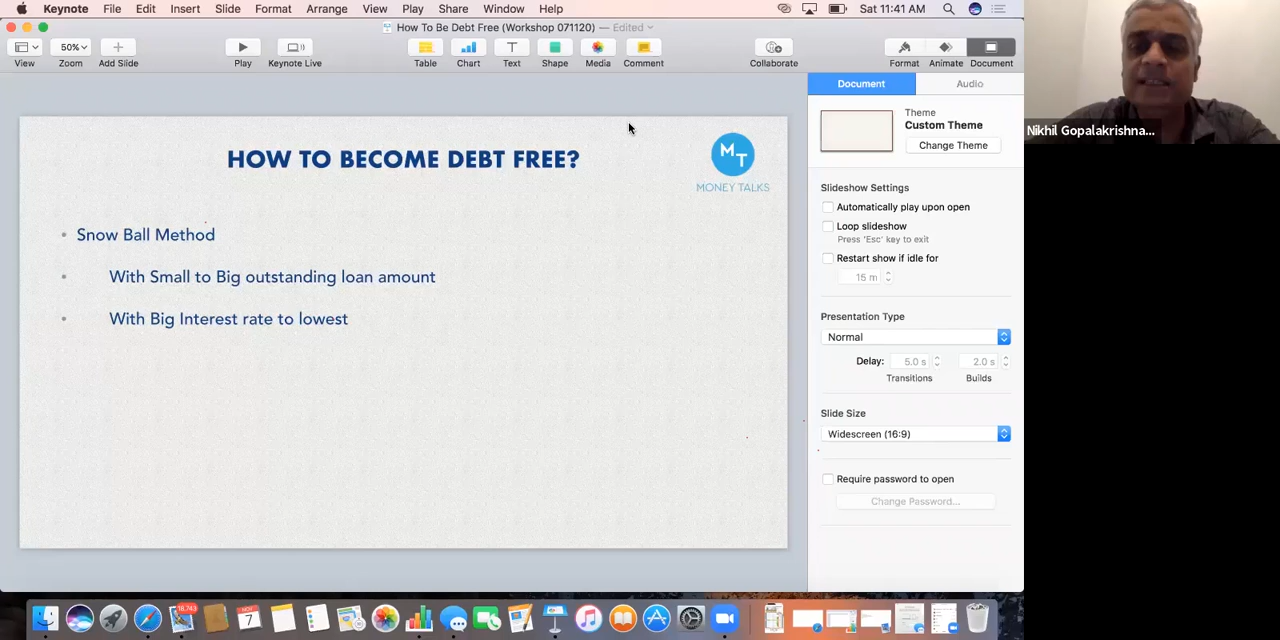 Keynote File Edit Insert Slide Format Arrange View Play Share Window Help
Sat 11:41 AM
How To Be Debt Free (Workshop 071120) — Edited
50%
View Zoom Add Slide Play Keynote Live Table Chart Text Shape Media Comment Collaborate Format Animate Document
Document Audio
HOW TO BECOME DEBT FREE?
MT
MONEY TALKS
• Snow Ball Method
• With Small to Big outstanding loan amount
• With Big Interest rate to lowest
Theme
Custom Theme
Change Theme
Slideshow Settings
Automatically play upon open
Loop slideshow
Press 'Esc' key to exit
Restart show if idle for
15 m
Presentation Type
Normal
Delay: 5.0 s 2.0 s
Transitions Builds
Slide Size
Widescreen (16:9)
Require password to open
Change Password...
Nikhil Gopalakrishna...
18,743
NOV
7